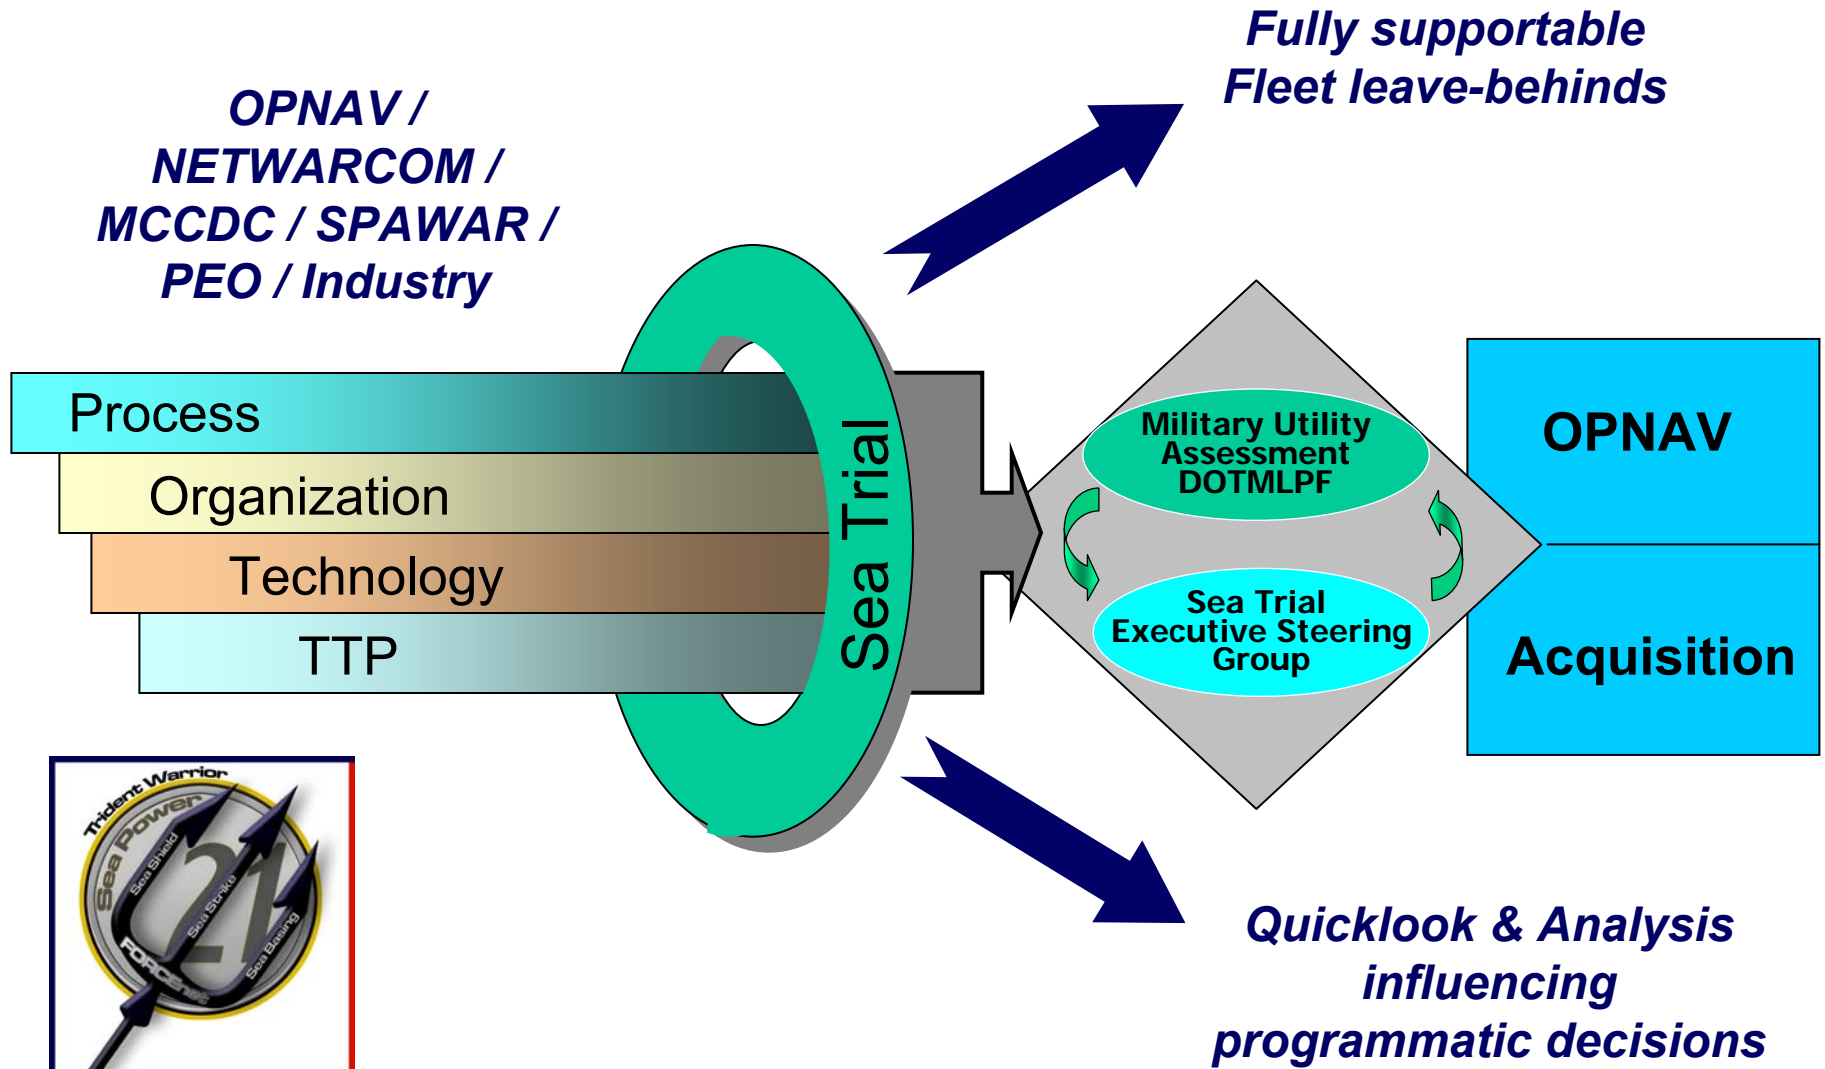 Fully supportable
Fleet leave-behinds
OPNAV /
NETWARCOM /
MCCDC / SPAWAR /
PEO / Industry
Process
Organization
Technology
TTP
Sea Trial
Military Utility
Assessment
DOTMLPF
Sea Trial
Executive Steering
Group
OPNAV
Acquisition
Trident Warrior
Sea Power
21
Sea Shield
Sea Strike
Sea Basing
FORCEnet
Quicklook & Analysis
influencing
programmatic decisions